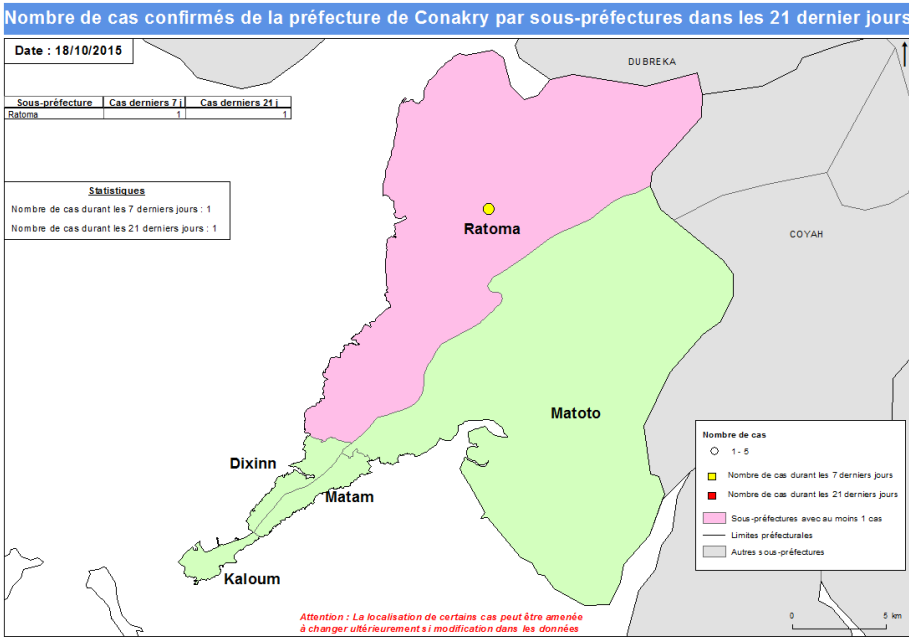 Nombre de cas confirmés de la préfecture de Conakry par sous-préfectures dans les 21 dernier jours
Date : 18/10/2015
DUBREKA
Sous-préfecture Cas derniers 7 j Cas derniers 21 j
Ratoma 1 1
Statistiques
Nombre de cas durant les 7 derniers jours : 1
Nombre de cas durant les 21 derniers jours : 1
Ratoma
COYAH
Matoto
Dixinn
Matam
Kaloum
Nombre de cas
1 - 5
Nombre de cas durant les 7 derniers jours
Nombre de cas durant les 21 derniers jours
Sous-préfectures avec au moins 1 cas
Limites préfecturales
Autres sous-préfectures
Attention : La localisation de certains cas peut être amenée
à changer ultérieurement si modification dans les données
0 5 km